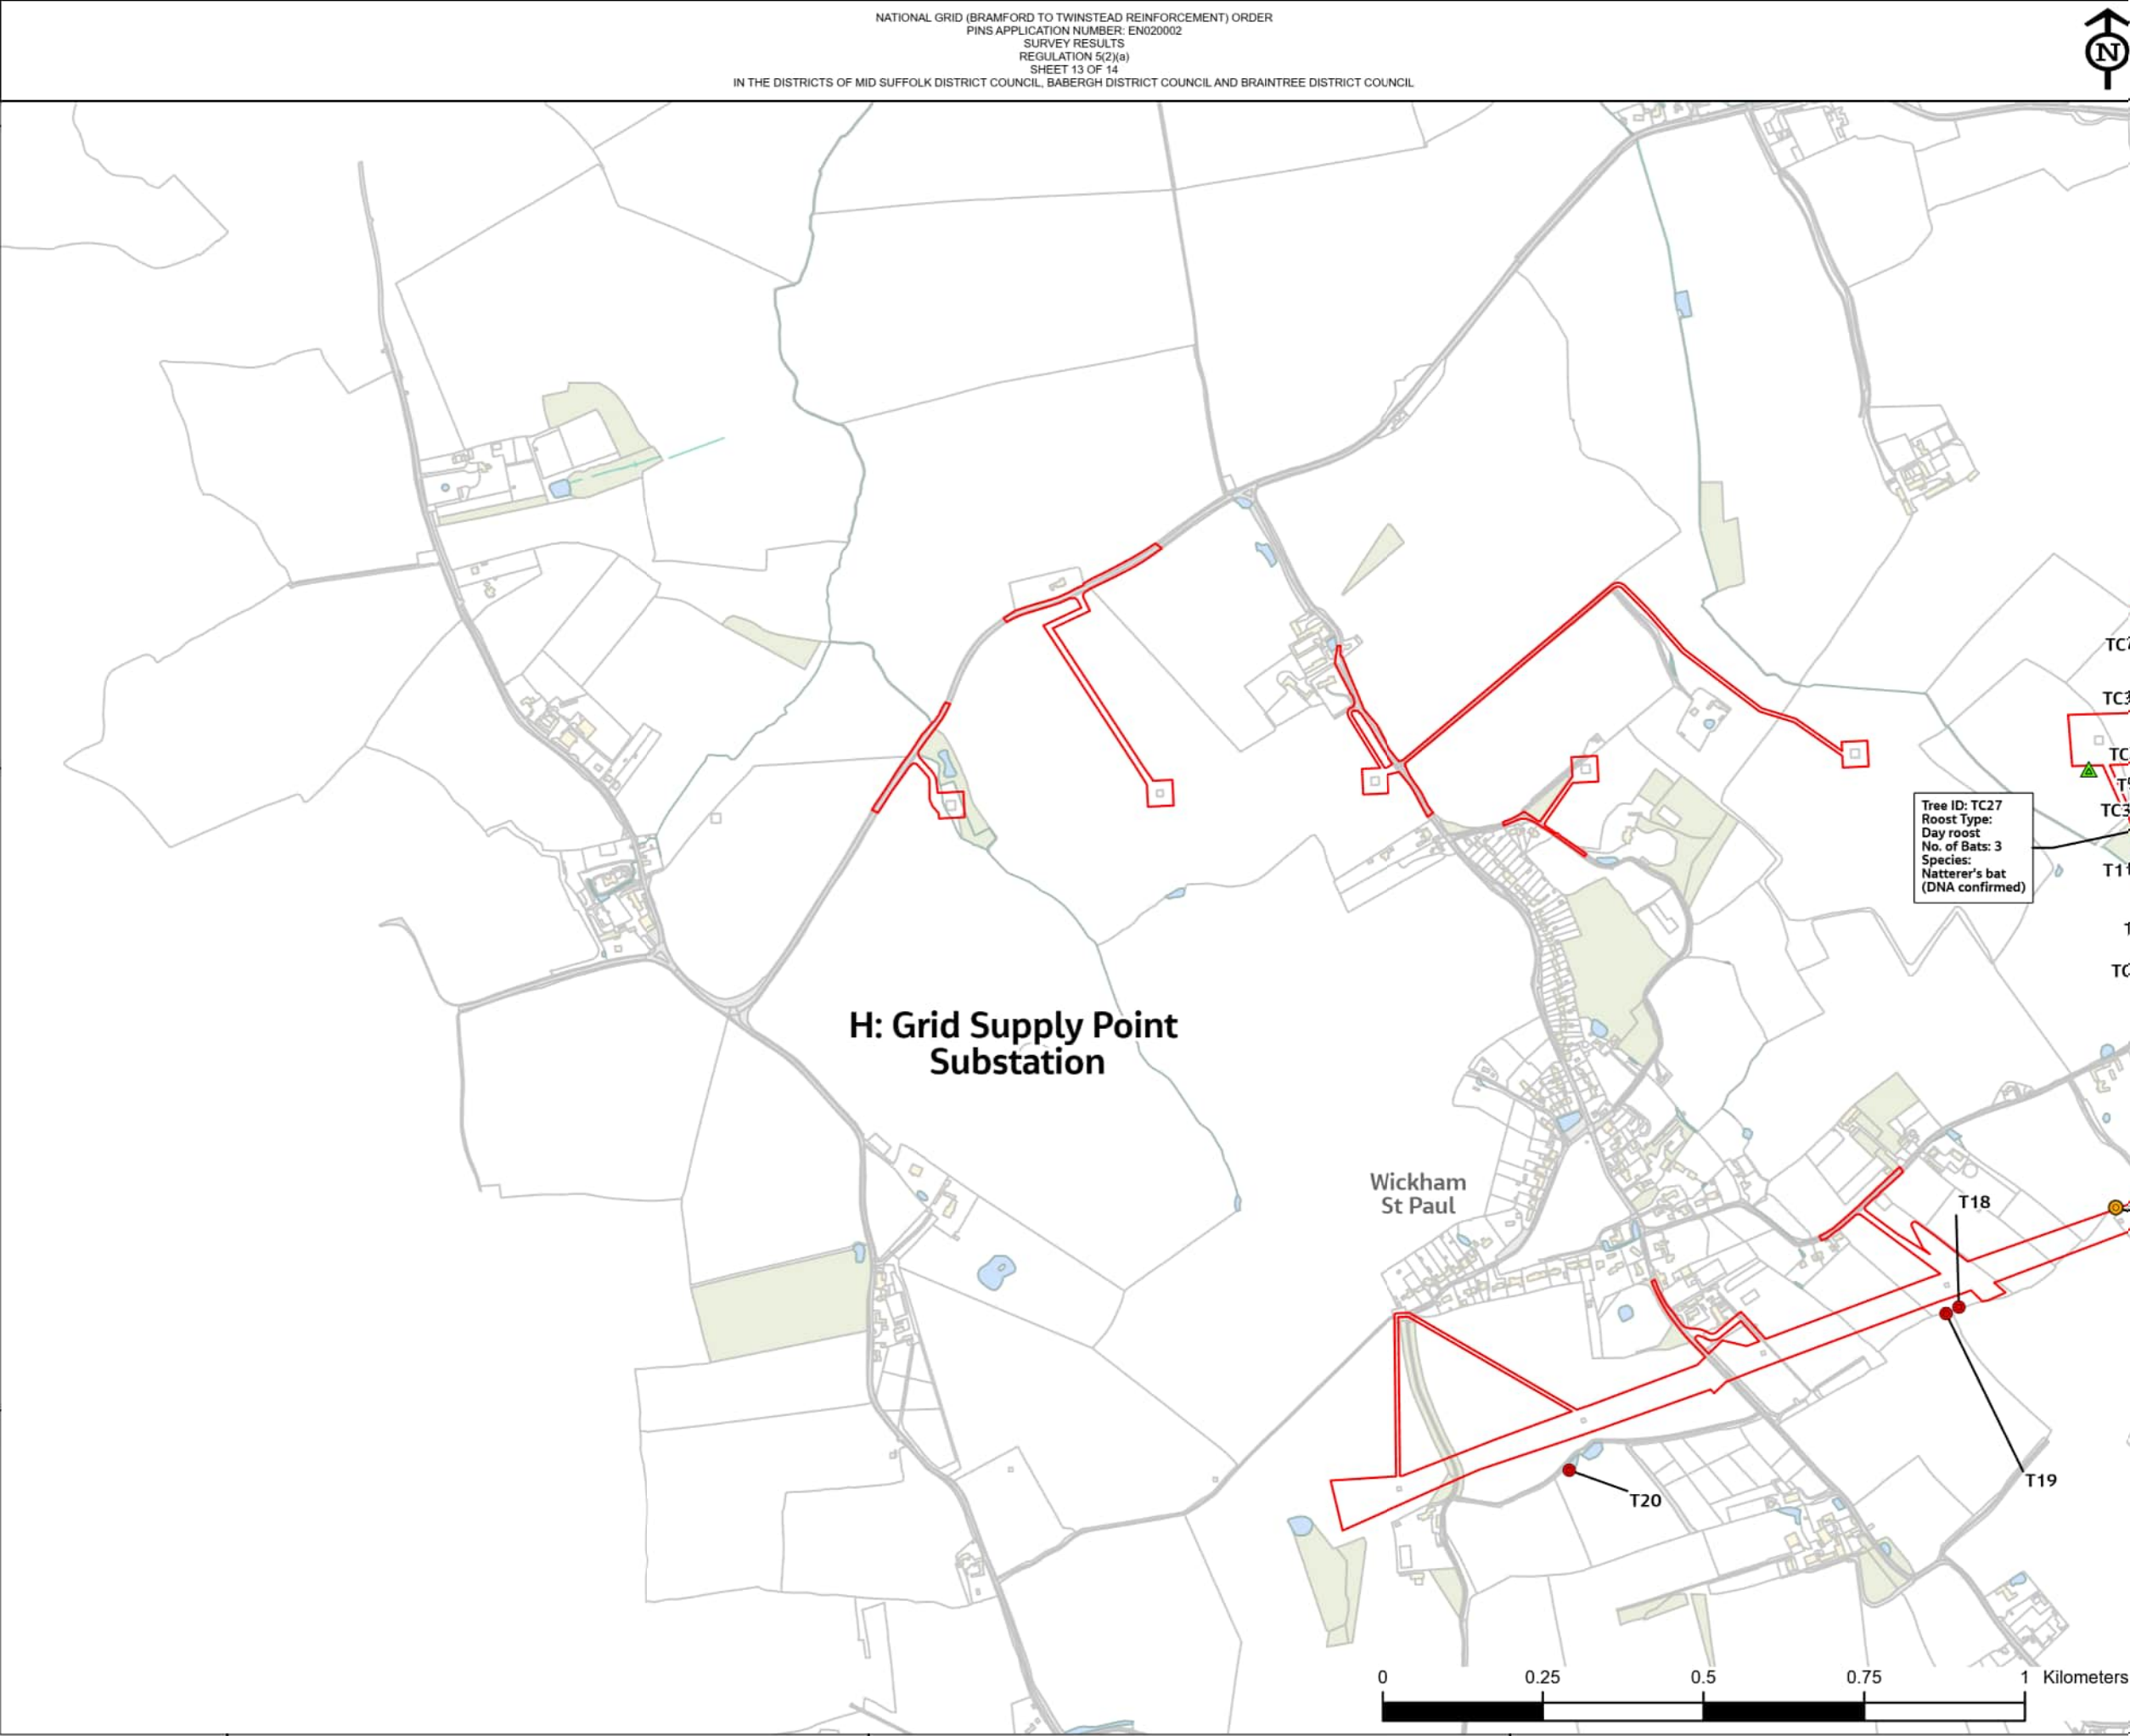 NATIONAL GRID (BRAMFORD TO TWINSTEAD REINFORCEMENT) ORDER
PINS APPLICATION NUMBER: EN020002
SURVEY RESULTS
REGULATION 5(2)(a)
SHEET 13 OF 14
IN THE DISTRICTS OF MID SUFFOLK DISTRICT COUNCIL, BABERGH DISTRICT COUNCIL AND BRAINTREE DISTRICT COUNCIL
N
Tree ID: TC27
Roost Type:
Day roost
No. of Bats: 3
Species:
Natterer's bat
(DNA confirmed)
H: Grid Supply Point
Substation
Wickham
St Paul
T18
T19
T20
0 0.25 0.5 0.75 1 Kilometers